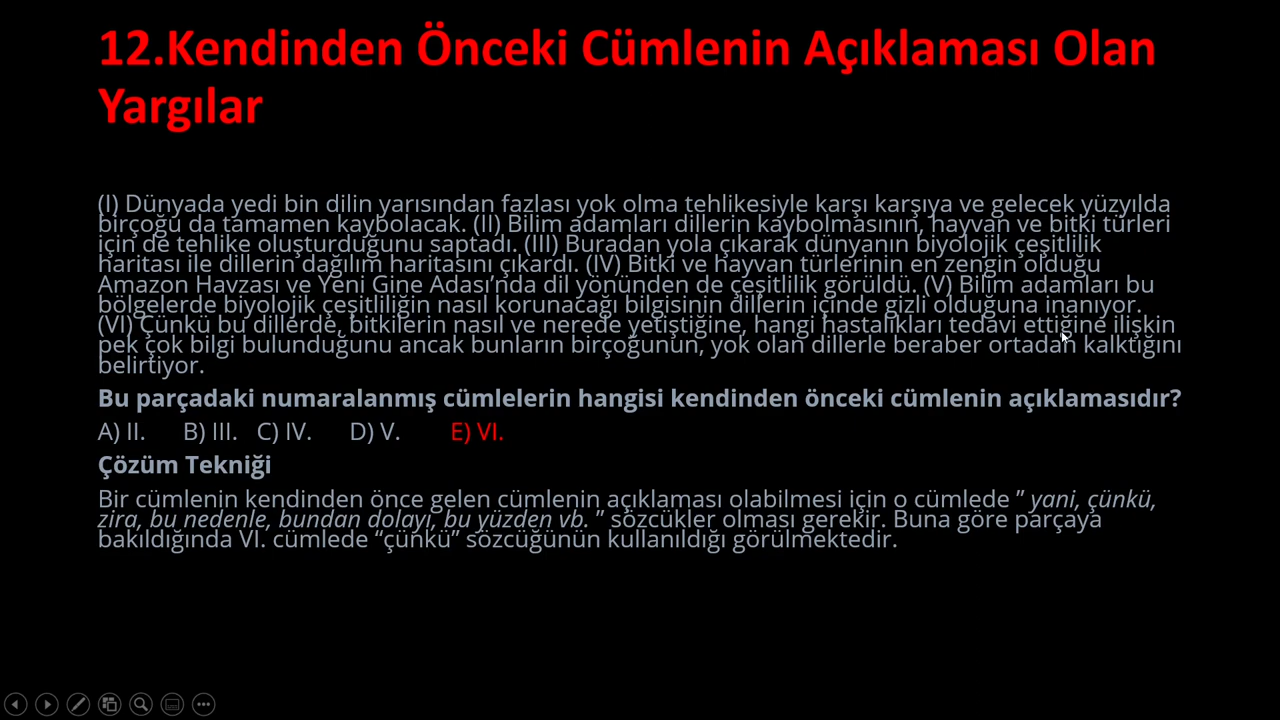 12.Kendinden Önceki Cümlenin Açıklaması Olan
Yargılar
(I) Dünyada yedi bin dilin yarısından fazlası yok olma tehlikesiyle karşı karşıya ve gelecek yüzyılda
birçoğu da tamamen kaybolacak. (II) Bilim adamları dillerin kaybolmasının, hayvan ve bitki türleri
için de tehlike oluşturduğunu saptadı. (III) Buradan yola çıkarak dünyanın biyolojik çeşitlilik
haritası ile dillerin dağılım haritasını çıkardı. (IV) Bitki ve hayvan türlerinin en zengin olduğu
Amazon Havzası ve Yeni Gine Adası’nda dil yönünden de çeşitlilik görüldü. (V) Bilim adamları bu
bölgelerde biyolojik çeşitliliğin nasıl korunacağı bilgisinin dillerin içinde gizli olduğuna inanıyor.
(VI) Çünkü bu dillerde, bitkilerin nasıl ve nerede yetiştiğine, hangi hastalıkları tedavi ettiğine ilişkin
pek çok bilgi bulunduğunu ancak bunların birçoğunun, yok olan dillerle beraber ortadan kalktığını
belirtiyor.
Bu parçadaki numaralanmış cümlelerin hangisi kendinden önceki cümlenin açıklamasıdır?
A) II. B) III. C) IV. D) V. E) VI.
Çözüm Tekniği
Bir cümlenin kendinden önce gelen cümlenin açıklaması olabilmesi için o cümlede ” yani, çünkü,
zira, bu nedenle, bundan dolayı, bu yüzden vb. ” sözcükler olması gerekir. Buna göre parçaya
bakıldığında VI. cümlede “çünkü” sözcüğünün kullanıldığı görülmektedir.